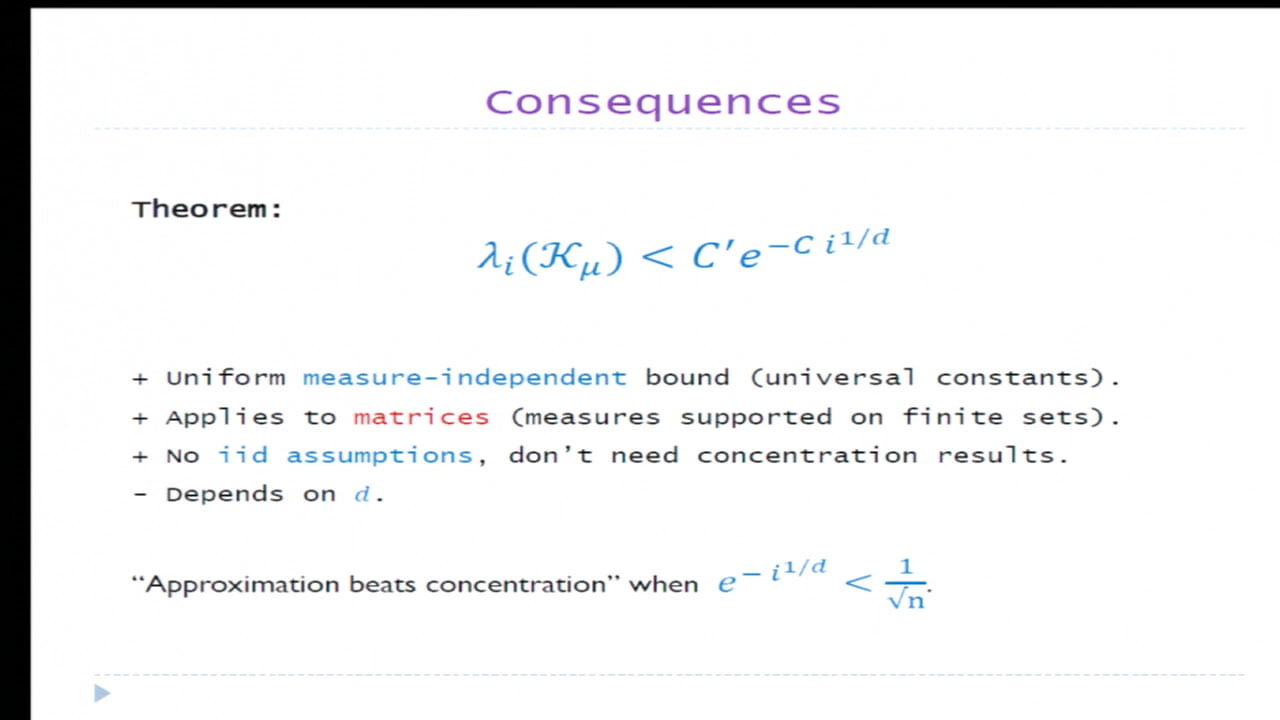 Consequences
Theorem:
λᵢ(𝒦_μ) < C′e^{−C i^{1/d}}
+ Uniform measure-independent bound (universal constants).
+ Applies to matrices (measures supported on finite sets).
+ No iid assumptions, don’t need concentration results.
- Depends on d.
“Approximation beats concentration” when e^{− i^{1/d}} < 1/√n.